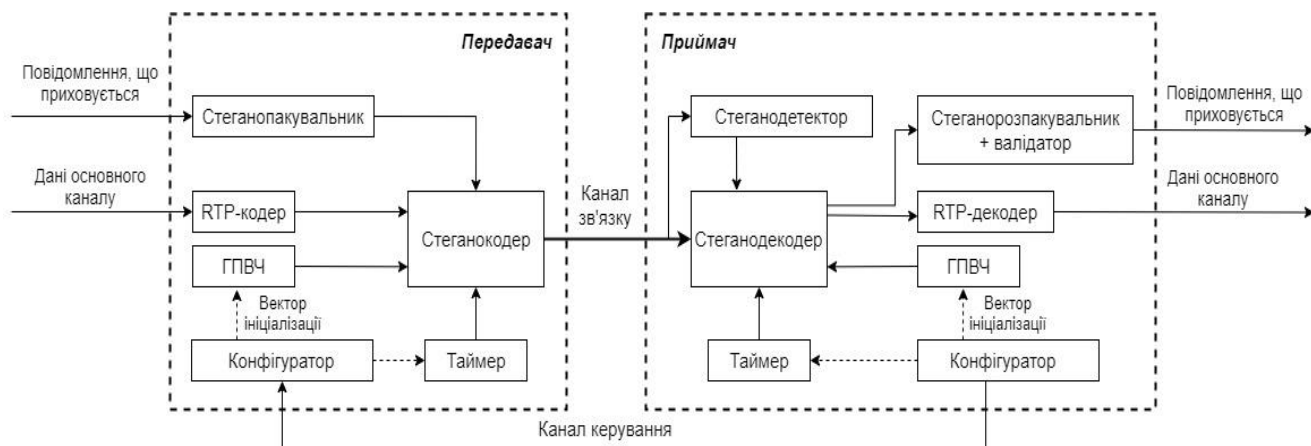 Передавач
Приймач
Повідомлення, що
приховується
Стеганопакувальник
Стеганодетектор
Стеганорозпакувальник
+ валідатор
Повідомлення, що
приховується
Дані основного
каналу
RTP-кодер
Стеганокодер
Канал
зв'язку
Стеганодекодер
RTP-декодер
Дані основного
каналу
ГПВЧ
ГПВЧ
Вектор
ініціалізації
Вектор
ініціалізації
Конфігуратор
Таймер
Таймер
Конфігуратор
Канал керування